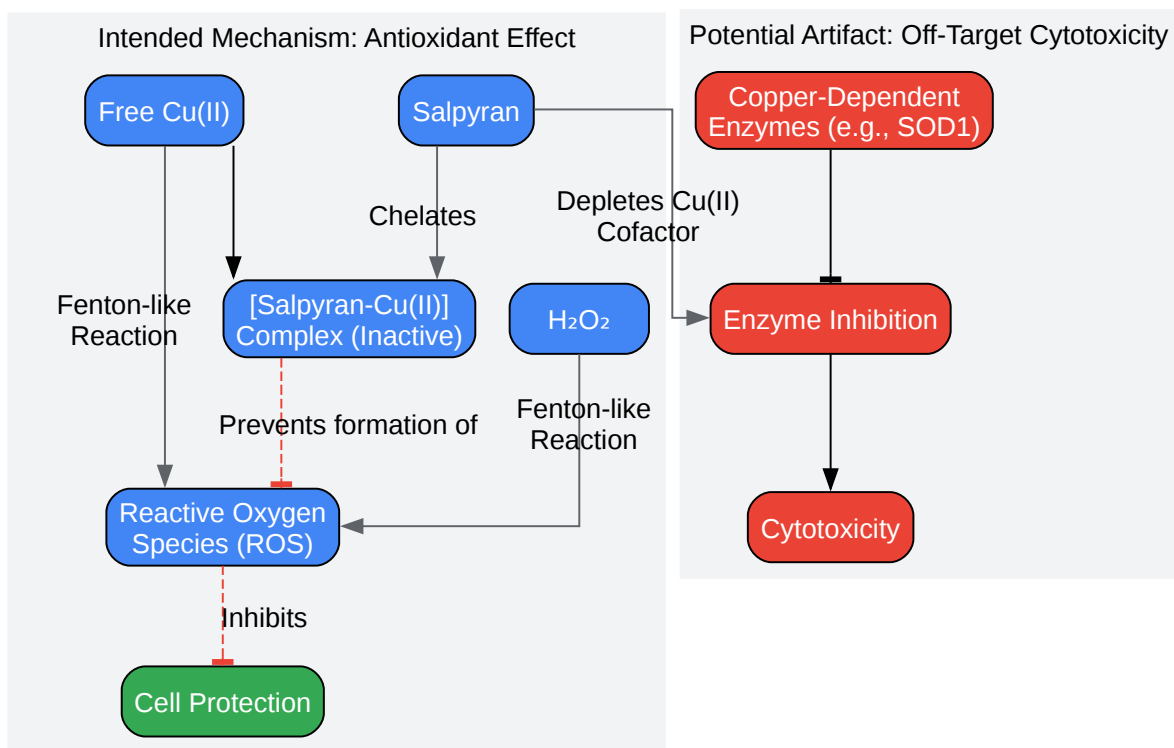 Intended Mechanism: Antioxidant Effect
Potential Artifact: Off-Target Cytotoxicity
Free Cu(II)
Salpyran
Copper-Dependent
Enzymes (e.g., SOD1)
Chelates
Depletes Cu(II)
Cofactor
Fenton-like
Reaction
[Salpyran-Cu(II)]
Complex (Inactive)
H₂O₂
Enzyme Inhibition
Prevents formation of
Fenton-like
Reaction
Reactive Oxygen
Species (ROS)
Cytotoxicity
Inhibits
Cell Protection